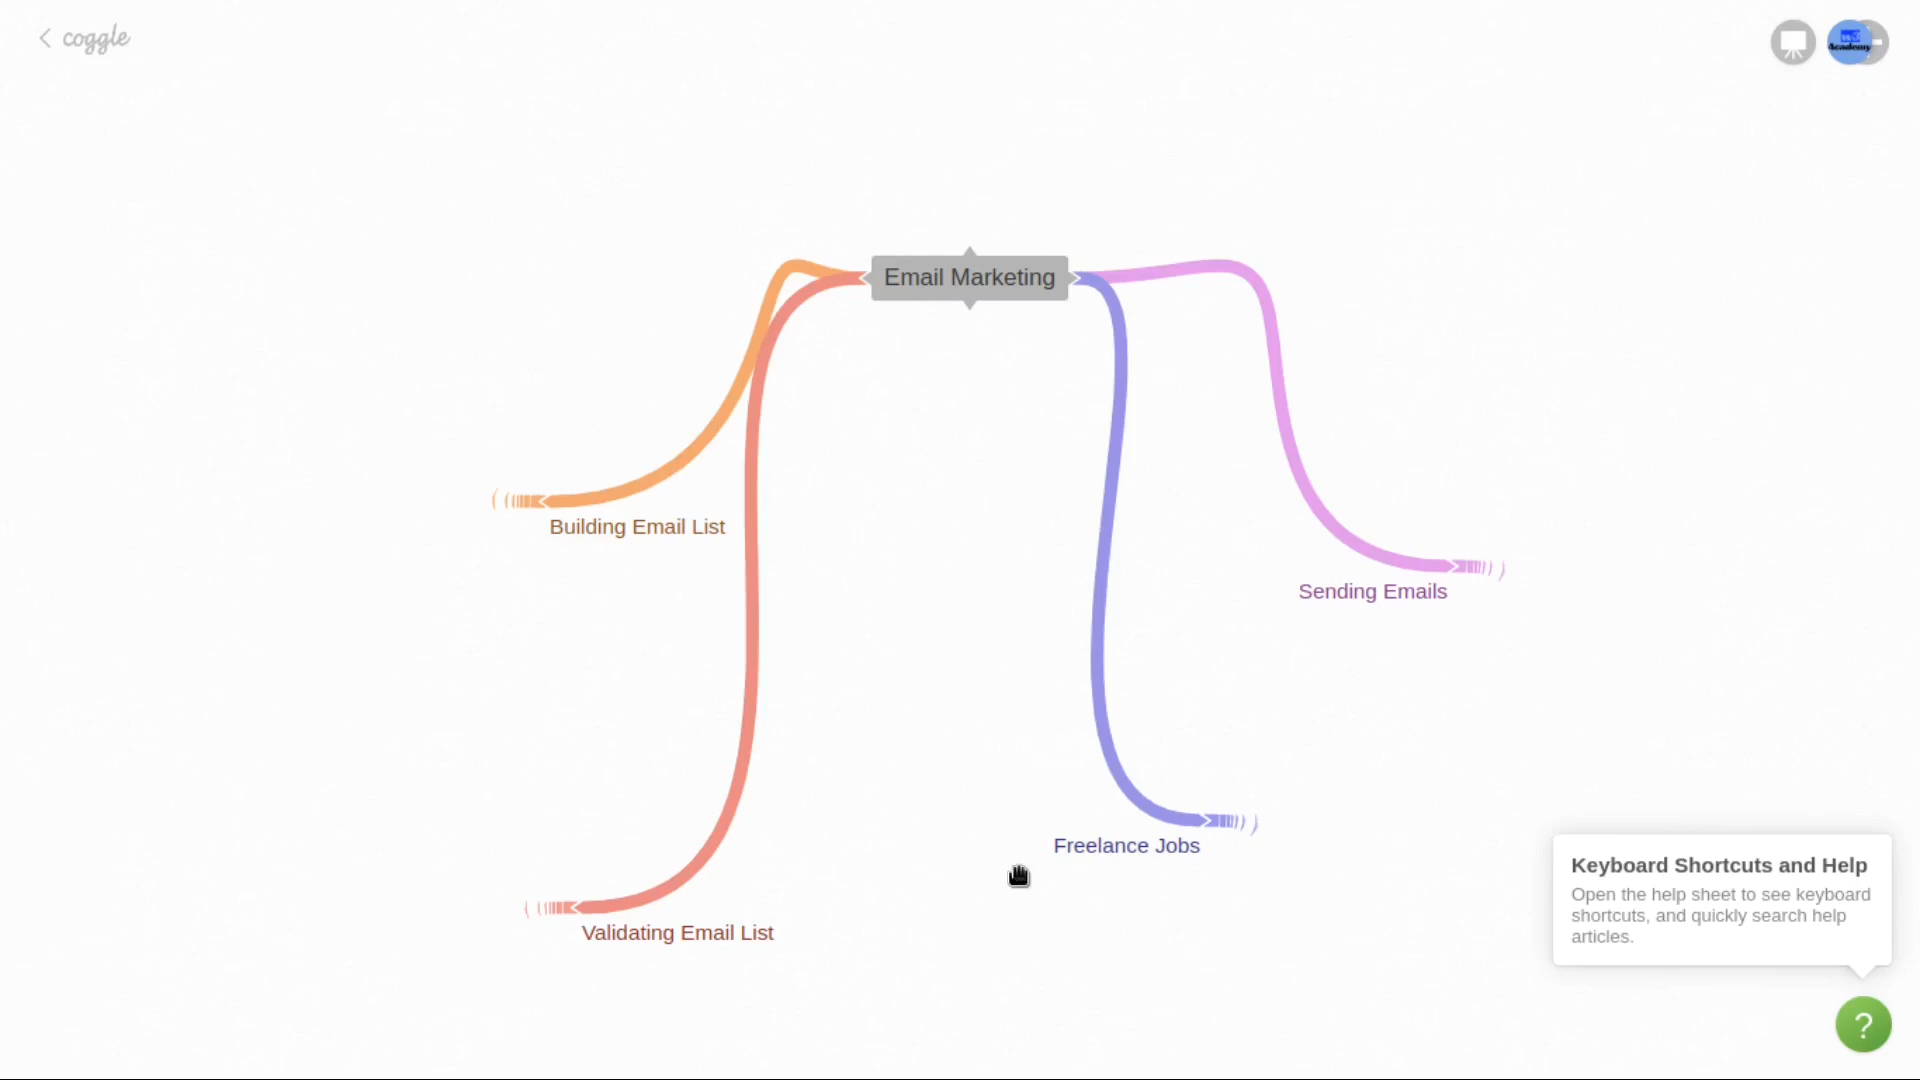 coggle
Academy
Email Marketing
Building Email List
Sending Emails
Freelance Jobs
Validating Email List
Keyboard Shortcuts and Help
Open the help sheet to see keyboard
shortcuts, and quickly search help
articles.
?